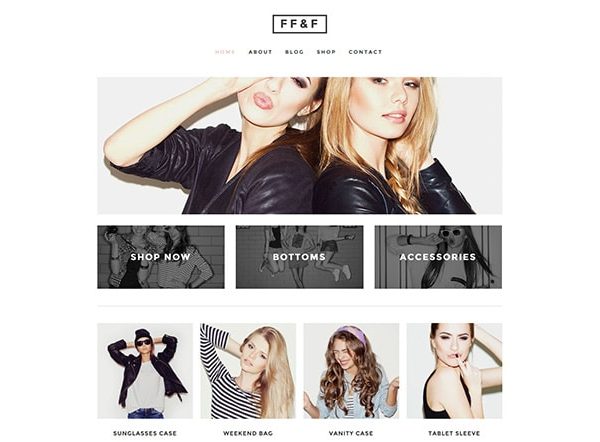 FF&F
HOME ABOUT BLOG SHOP CONTACT
SHOP NOW BOTTOMS ACCESSORIES
SUNGLASSES CASE WEEKEND BAG VANITY CASE TABLET SLEEVE